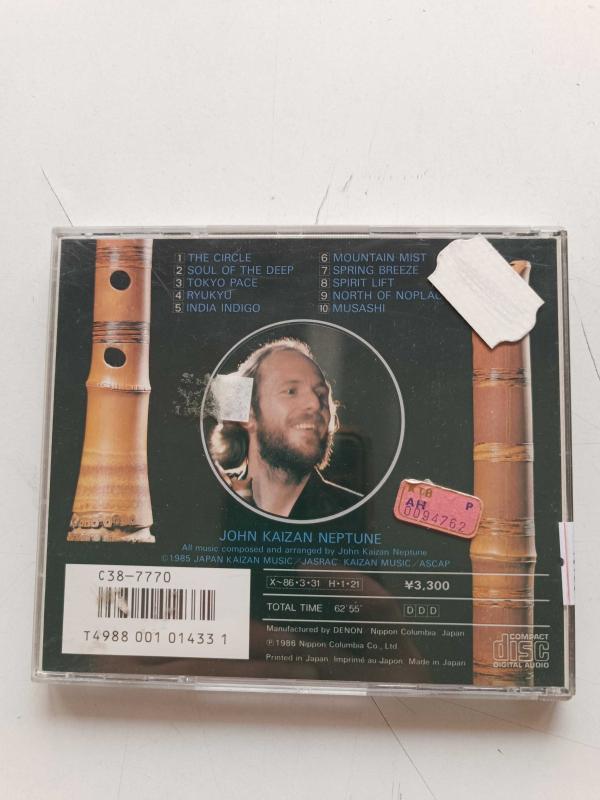 1 THE CIRCLE
2 SOUL OF THE DEEP
3 TOKYO PACE
4 RYUKYU
5 INDIA INDIGO
6 MOUNTAIN MIST
7 SPRING BREEZE
8 SPIRIT LIFT
9 NORTH OF NOPLAC
10 MUSASHI
KTB P
AH
0094762
JOHN KAIZAN NEPTUNE
All music composed and arranged by John Kaizan Neptune
©1985 JAPAN KAIZAN MUSIC/JASRAC KAIZAN MUSIC/ASCAP
C38-7770
T4988 001 01433 1
X~86・3・31 H・1・21 ¥3,300
TOTAL TIME 62'55" DDD
Manufactured by DENON Nippon Columbia Japan
℗1986 Nippon Columbia Co., Ltd.
Printed in Japan Imprimé au Japon Made in Japan
COMPACT
disc
DIGITAL AUDIO